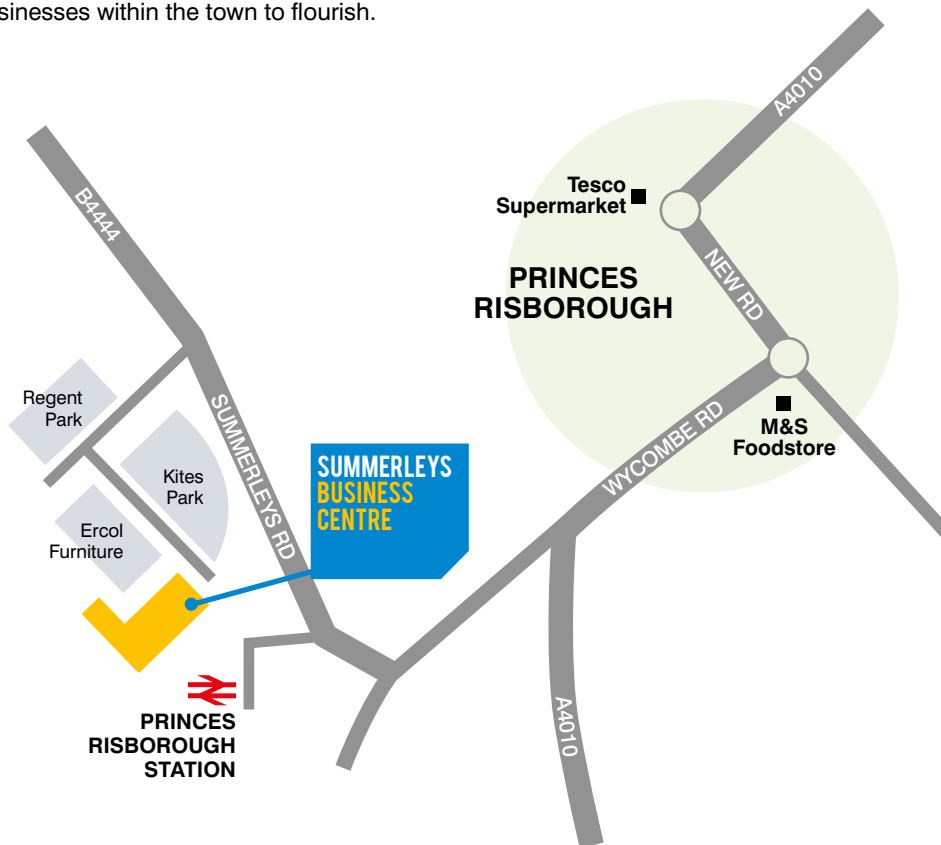 sinesses within the town to flourish.
A4010
Tesco
Supermarket
B4444
NEW RD
PRINCES
RISBOROUGH
Regent
Park
SUMMERLEYS RD
WYCOMBE RD
M&S
Foodstore
SUMMERLEYS
BUSINESS
CENTRE
Kites
Park
Ercol
Furniture
A4010
PRINCES
RISBOROUGH
STATION